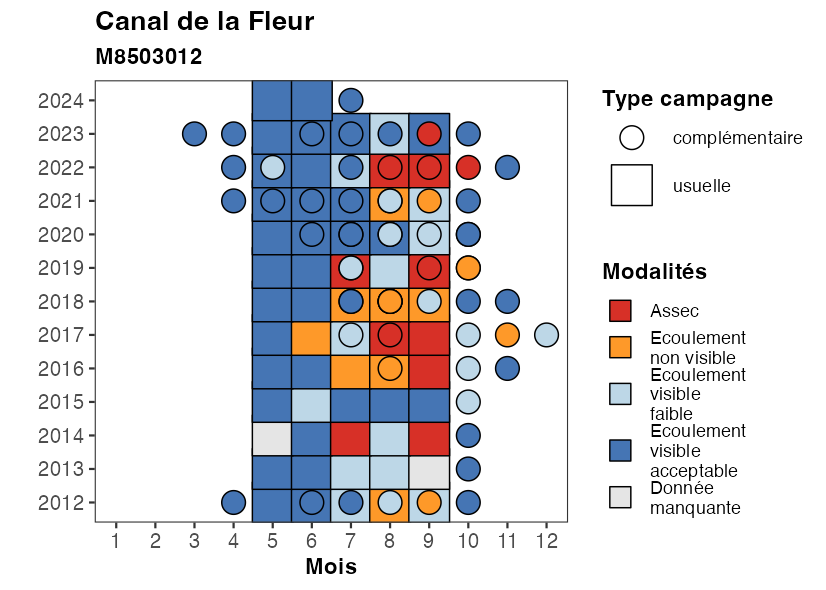 Canal de la Fleur
M8503012
2024
2023
2022
2021
2020
2019
2018
2017
2016
2015
2014
2013
2012
1 2 3 4 5 6 7 8 9 10 11 12
Mois
Type campagne
complémentaire
usuelle
Modalités
Assec
Ecoulement
non visible
Ecoulement
visible
faible
Ecoulement
visible
acceptable
Donnée
manquante